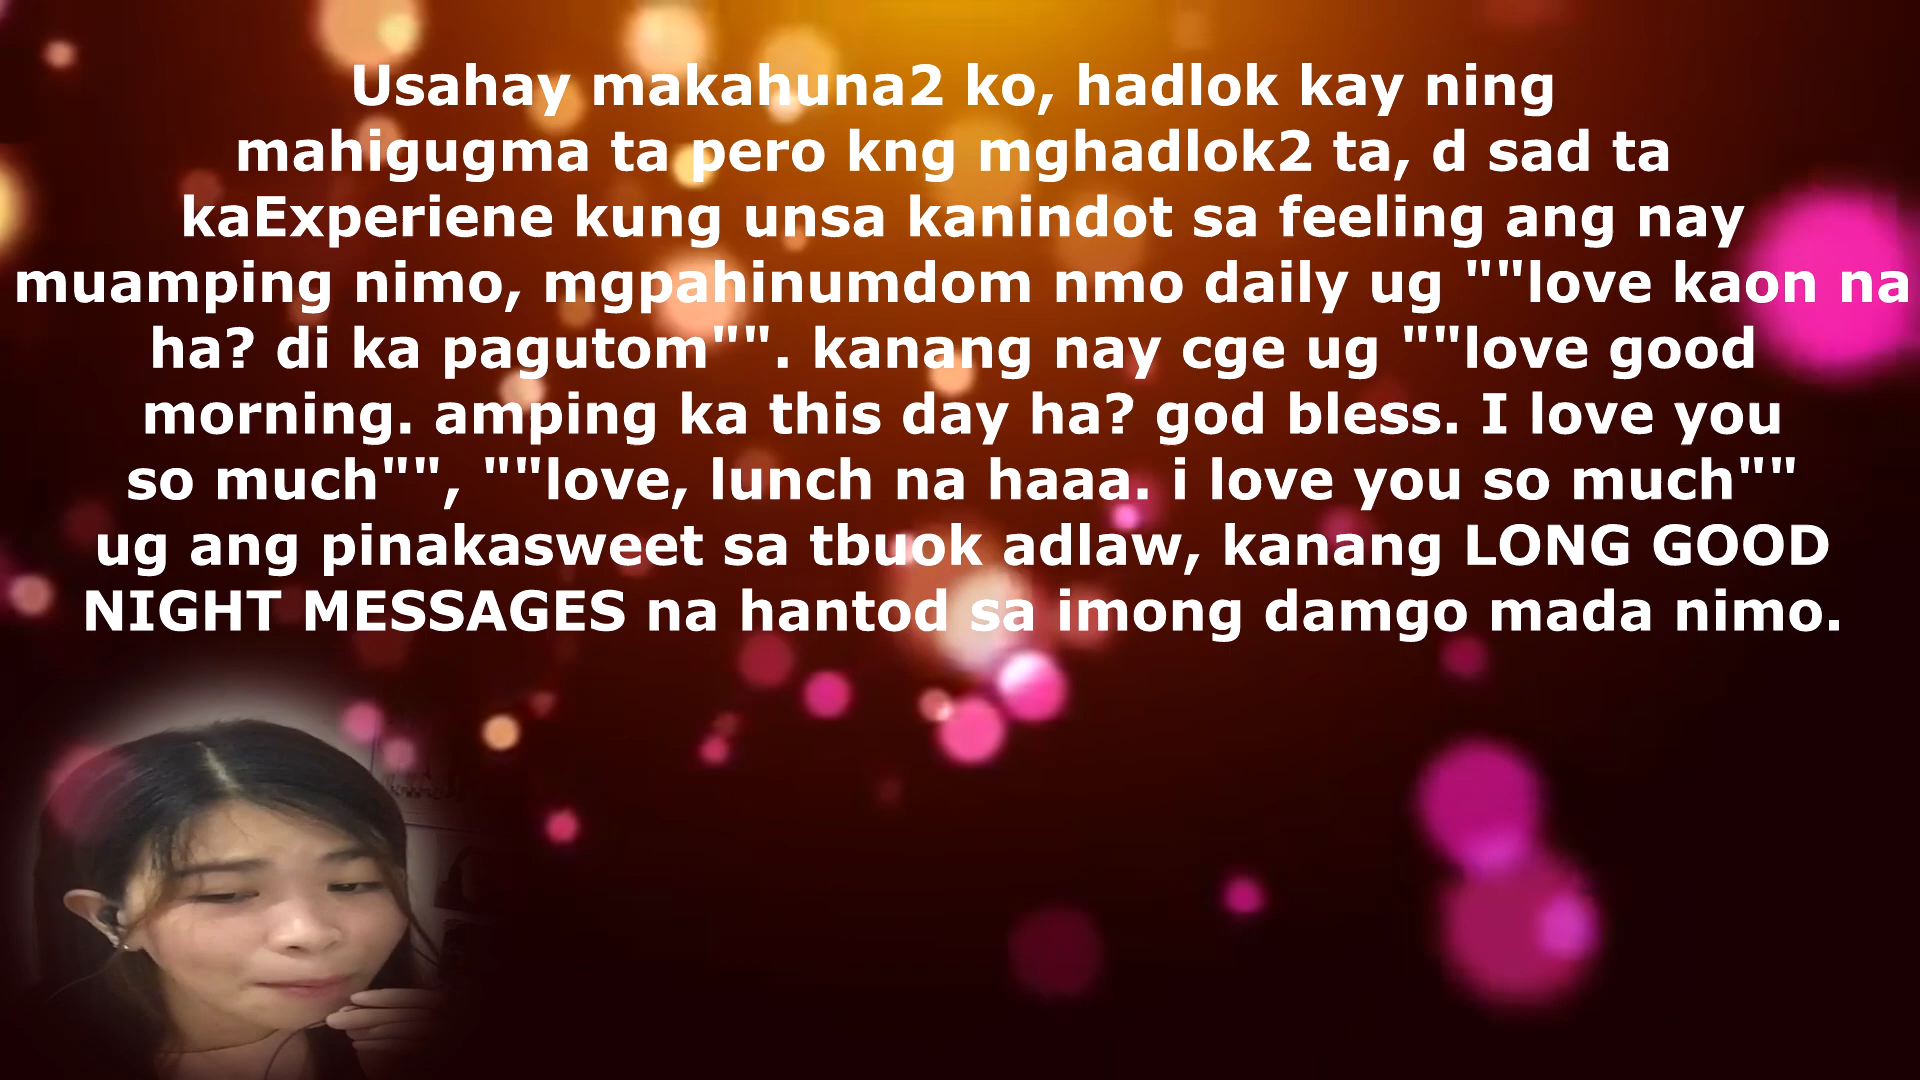 Usahay makahuna2 ko, hadlok kay ning
mahigugma ta pero kng mghadlok2 ta, d sad ta
kaExperiene kung unsa kanindot sa feeling ang nay
muamping nimo, mgpahinumdom nmo daily ug ""love kaon na
ha? di ka pagutom"". kanang nay cge ug ""love good
morning. amping ka this day ha? god bless. I love you
so much"", ""love, lunch na haaa. i love you so much""
ug ang pinakasweet sa tbuok adlaw, kanang LONG GOOD
NIGHT MESSAGES na hantod sa imong damgo mada nimo.